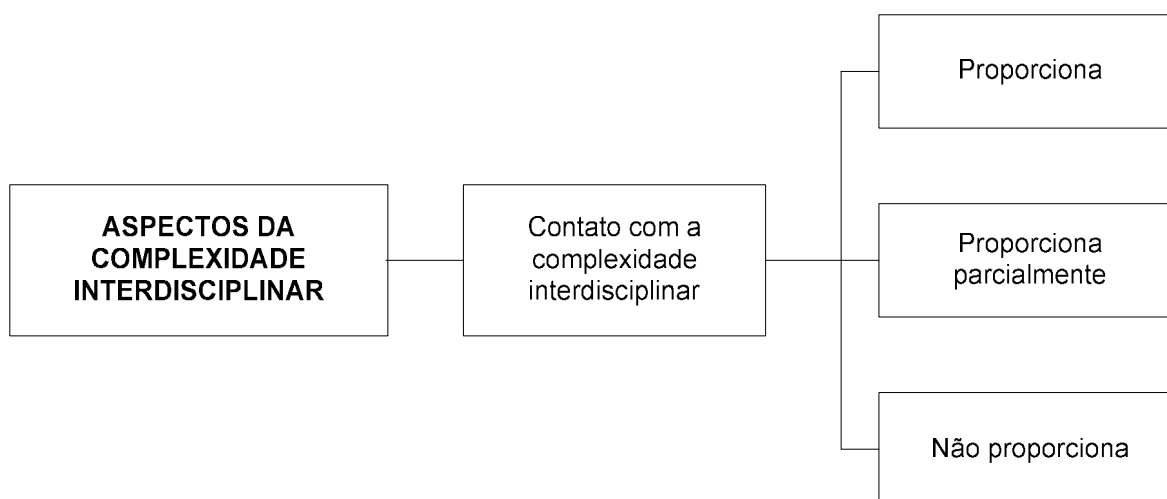 ASPECTOS DA
COMPLEXIDADE
INTERDISCIPLINAR
Contato com a
complexidade
interdisciplinar
Proporciona
Proporciona
parcialmente
Não proporciona